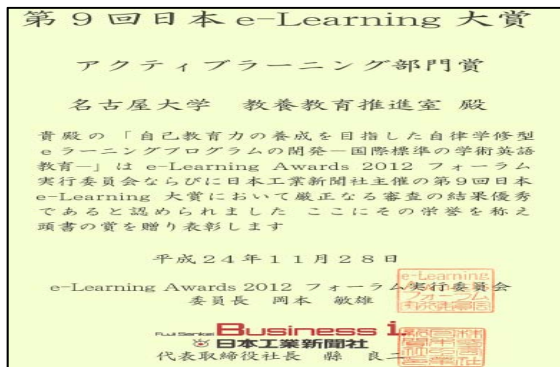 第9回日本 e-Learning 大賞
アクティブラーニング部門賞
名古屋大学 教養教育推進室 殿
貴殿の「自己教育力の養成を目指した自律学修型
eラーニングプログラムの開発―国際標準の学術英語
教育―」は e-Learning Awards 2012 フォーラム
実行委員会ならびに日本工業新聞社主催の第9回日本
e-Learning 大賞において厳正なる審査の結果優秀
であると認められました ここにその栄誉を称え
頭書の賞を贈り表彰します
平成24年11月28日
e-Learning Awards 2012 フォーラム実行委員会
委員長 岡本 敏雄
Fuji Sankei Business i.
日本工業新聞社
代表取締役社長 縣 良二